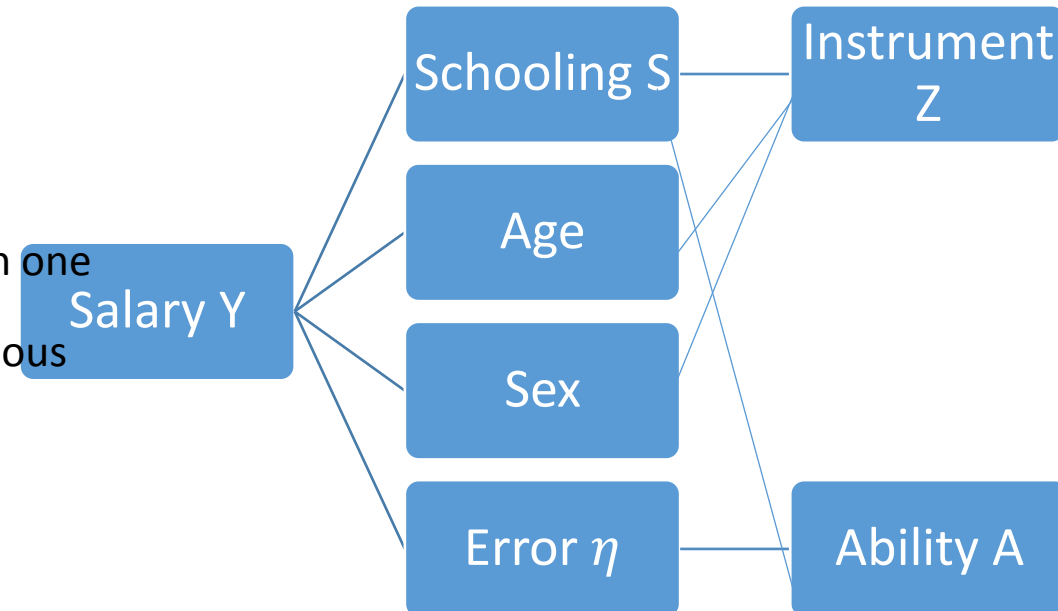 Schooling S
Instrument
Z
Age
n one
Salary Y
ous
Sex
Error η
Ability A